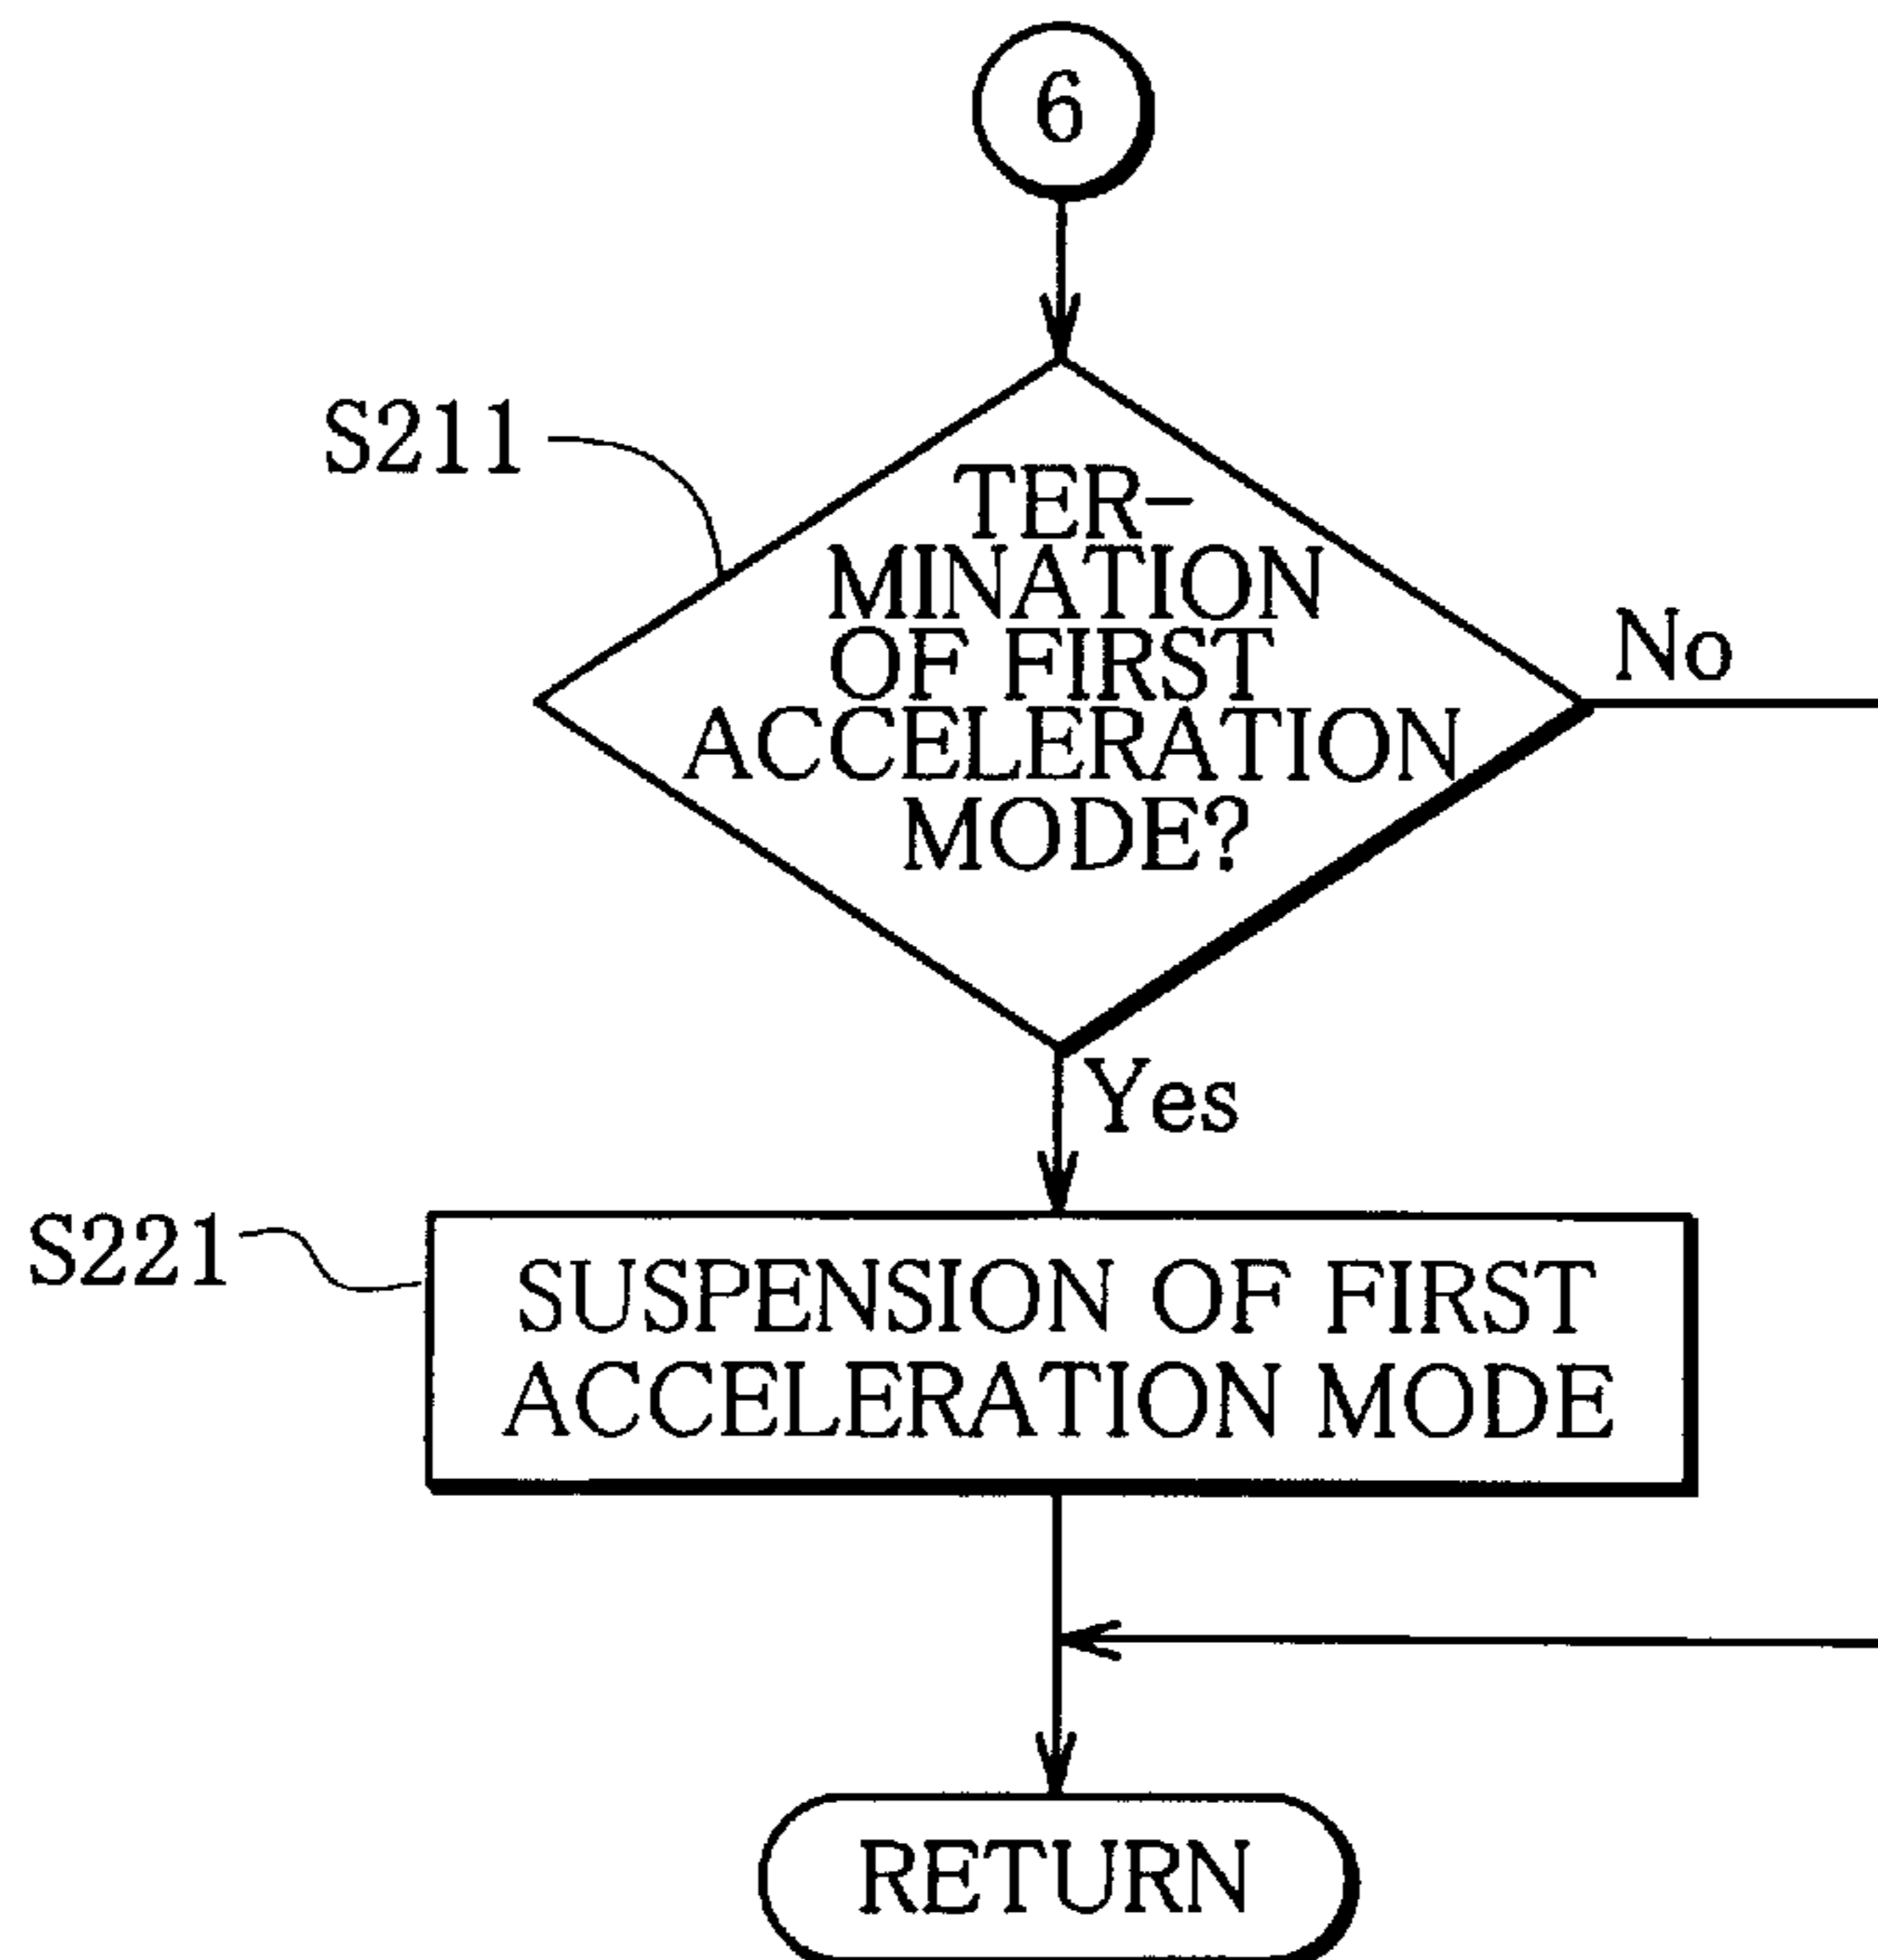 6
S211
TER-
MINATION
OF FIRST
ACCELERATION
MODE?
No
Yes
S221
SUSPENSION OF FIRST
ACCELERATION MODE
RETURN